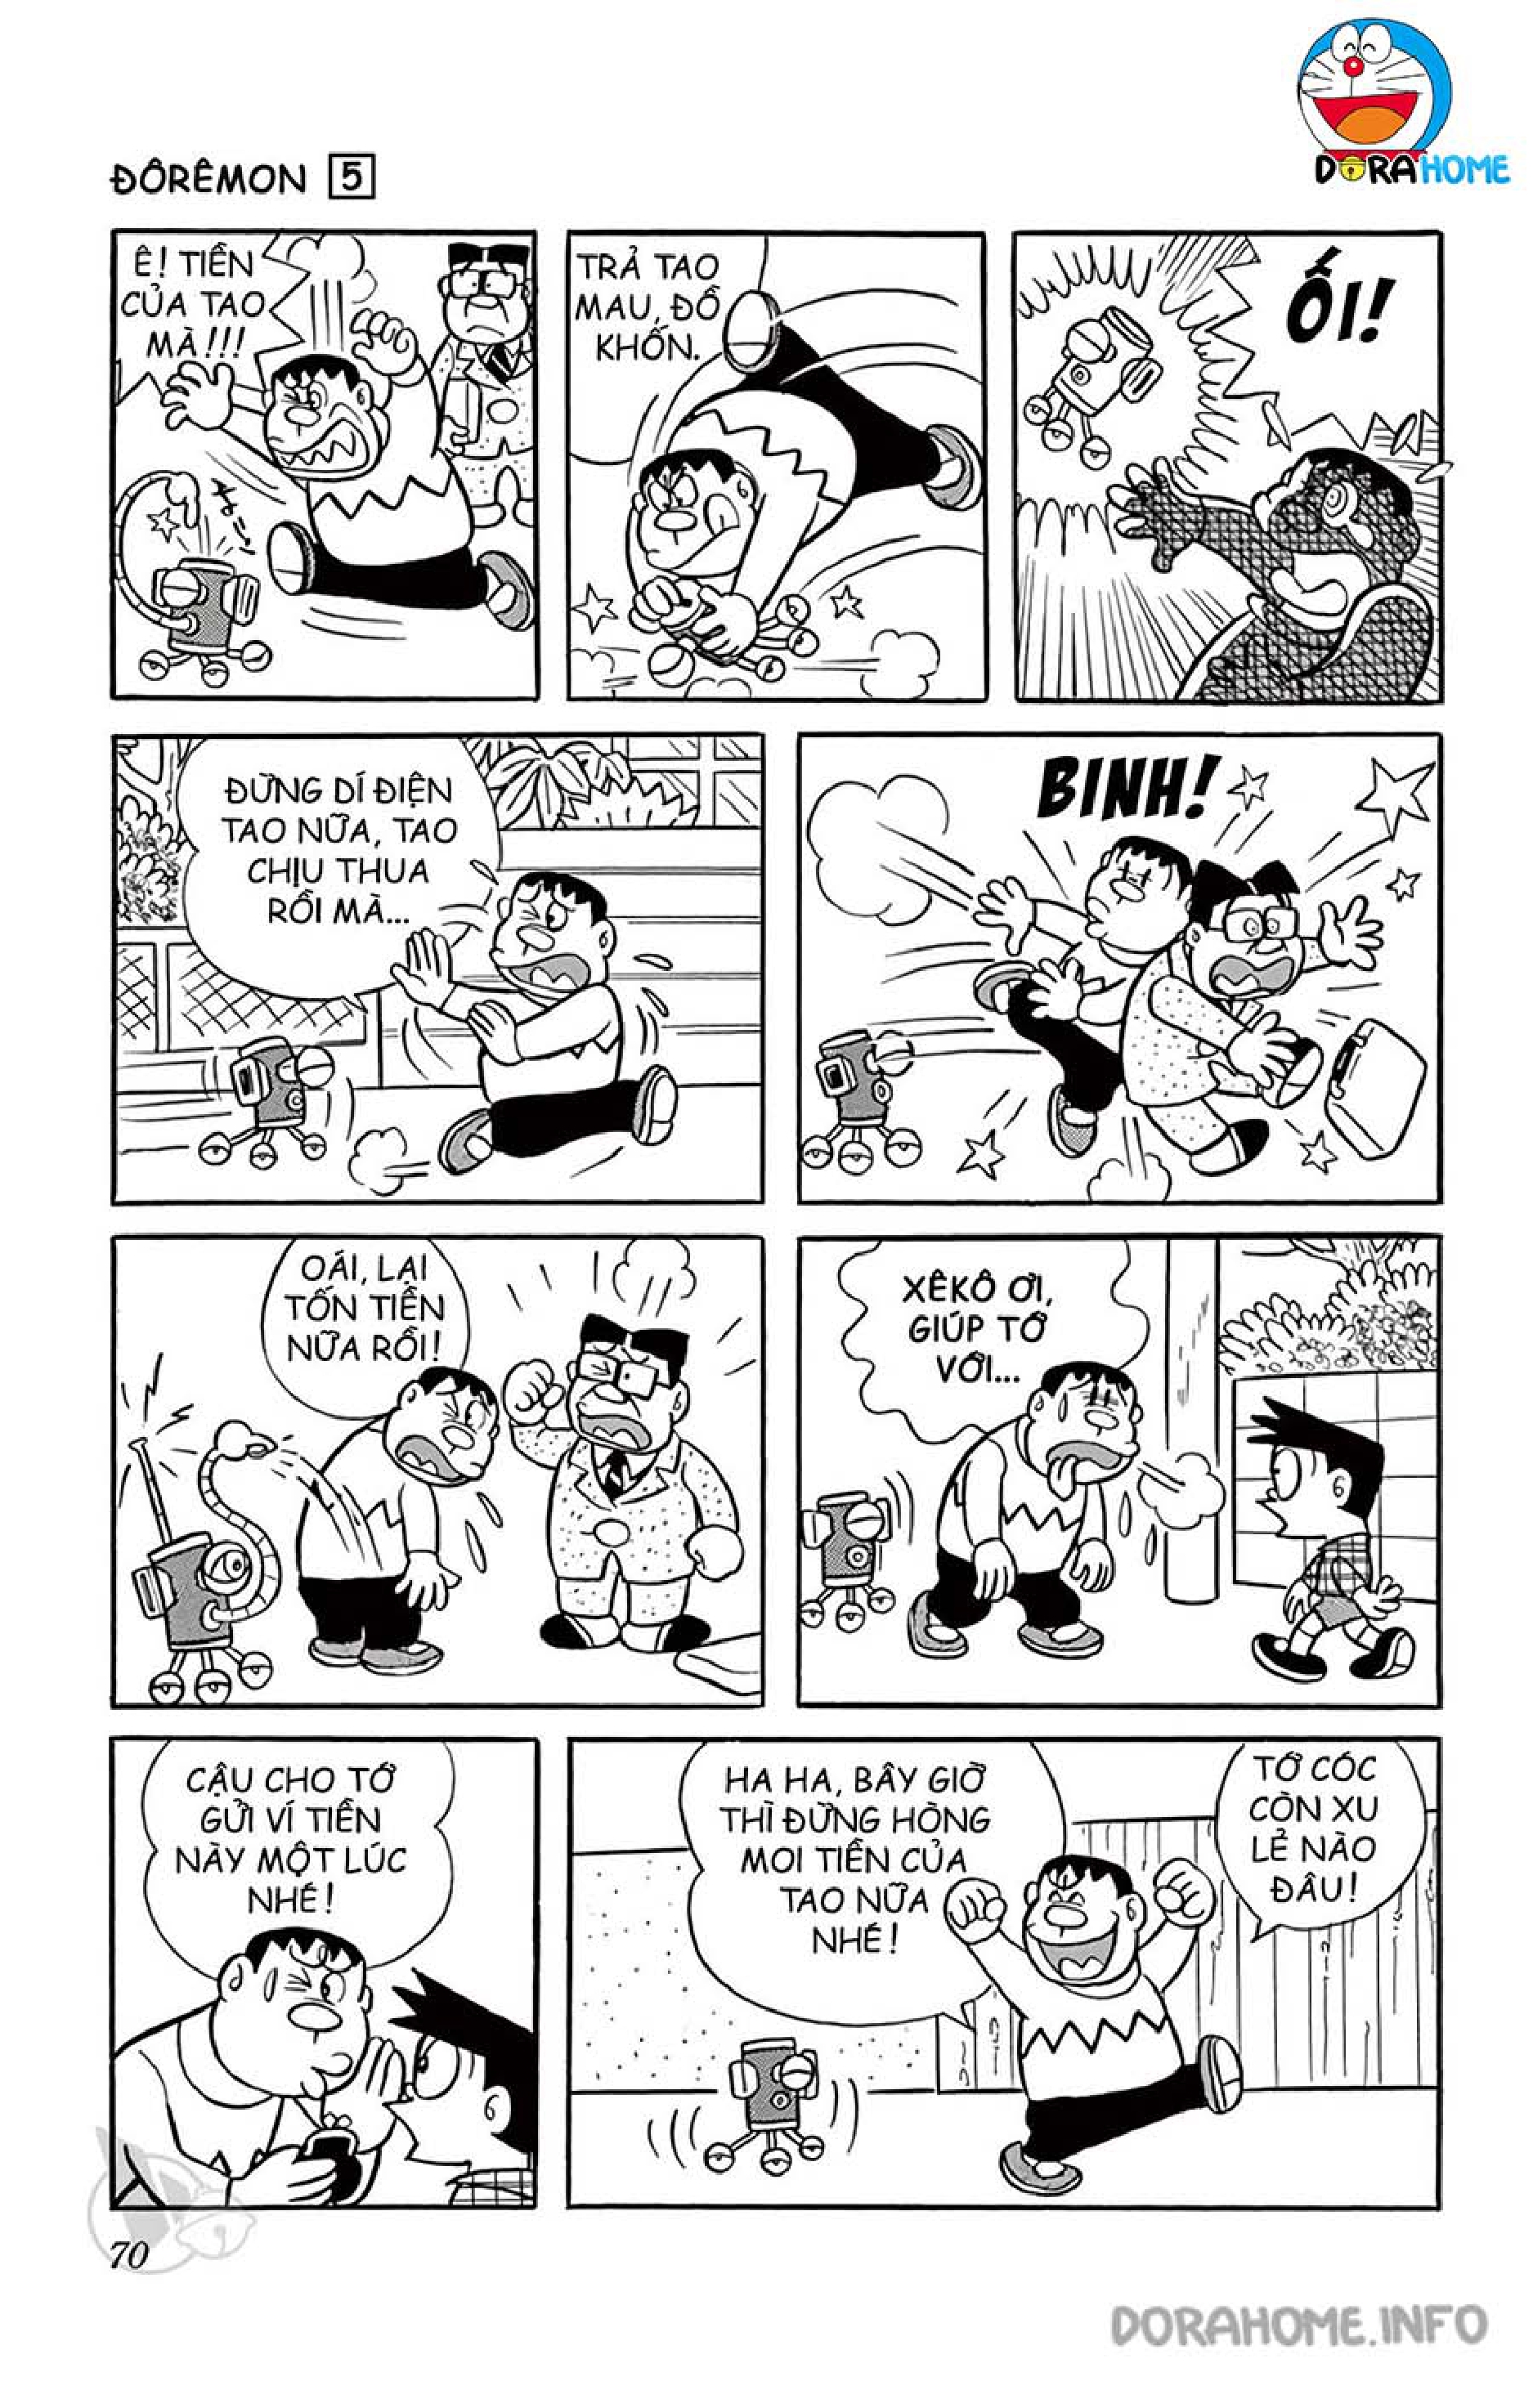 DORAHOME
ĐÔRÊMON 5
Ê! TIỀN
CỦA TAO
MÀ!!!
TRẢ TAO
MAU, ĐỒ
KHỐN.
ỐI!
ĐỪNG DÍ ĐIỆN
TAO NỮA, TAO
CHỊU THUA
RỒI MÀ...
BINH!
OÁI, LẠI
TỐN TIỀN
NỮA RỒI!
XÊKÔ ƠI,
GIÚP TỚ
VỚI...
CẬU CHO TỚ
GỬI VÍ TIỀN
NÀY MỘT LÚC
NHÉ!
HA HA, BÂY GIỜ
THÌ ĐỪNG HÒNG
MOI TIỀN CỦA
TAO NỮA
NHÉ!
TỚ CÓC
CÒN XU
LẺ NÀO
ĐÂU!
70
DORAHOME.INFO